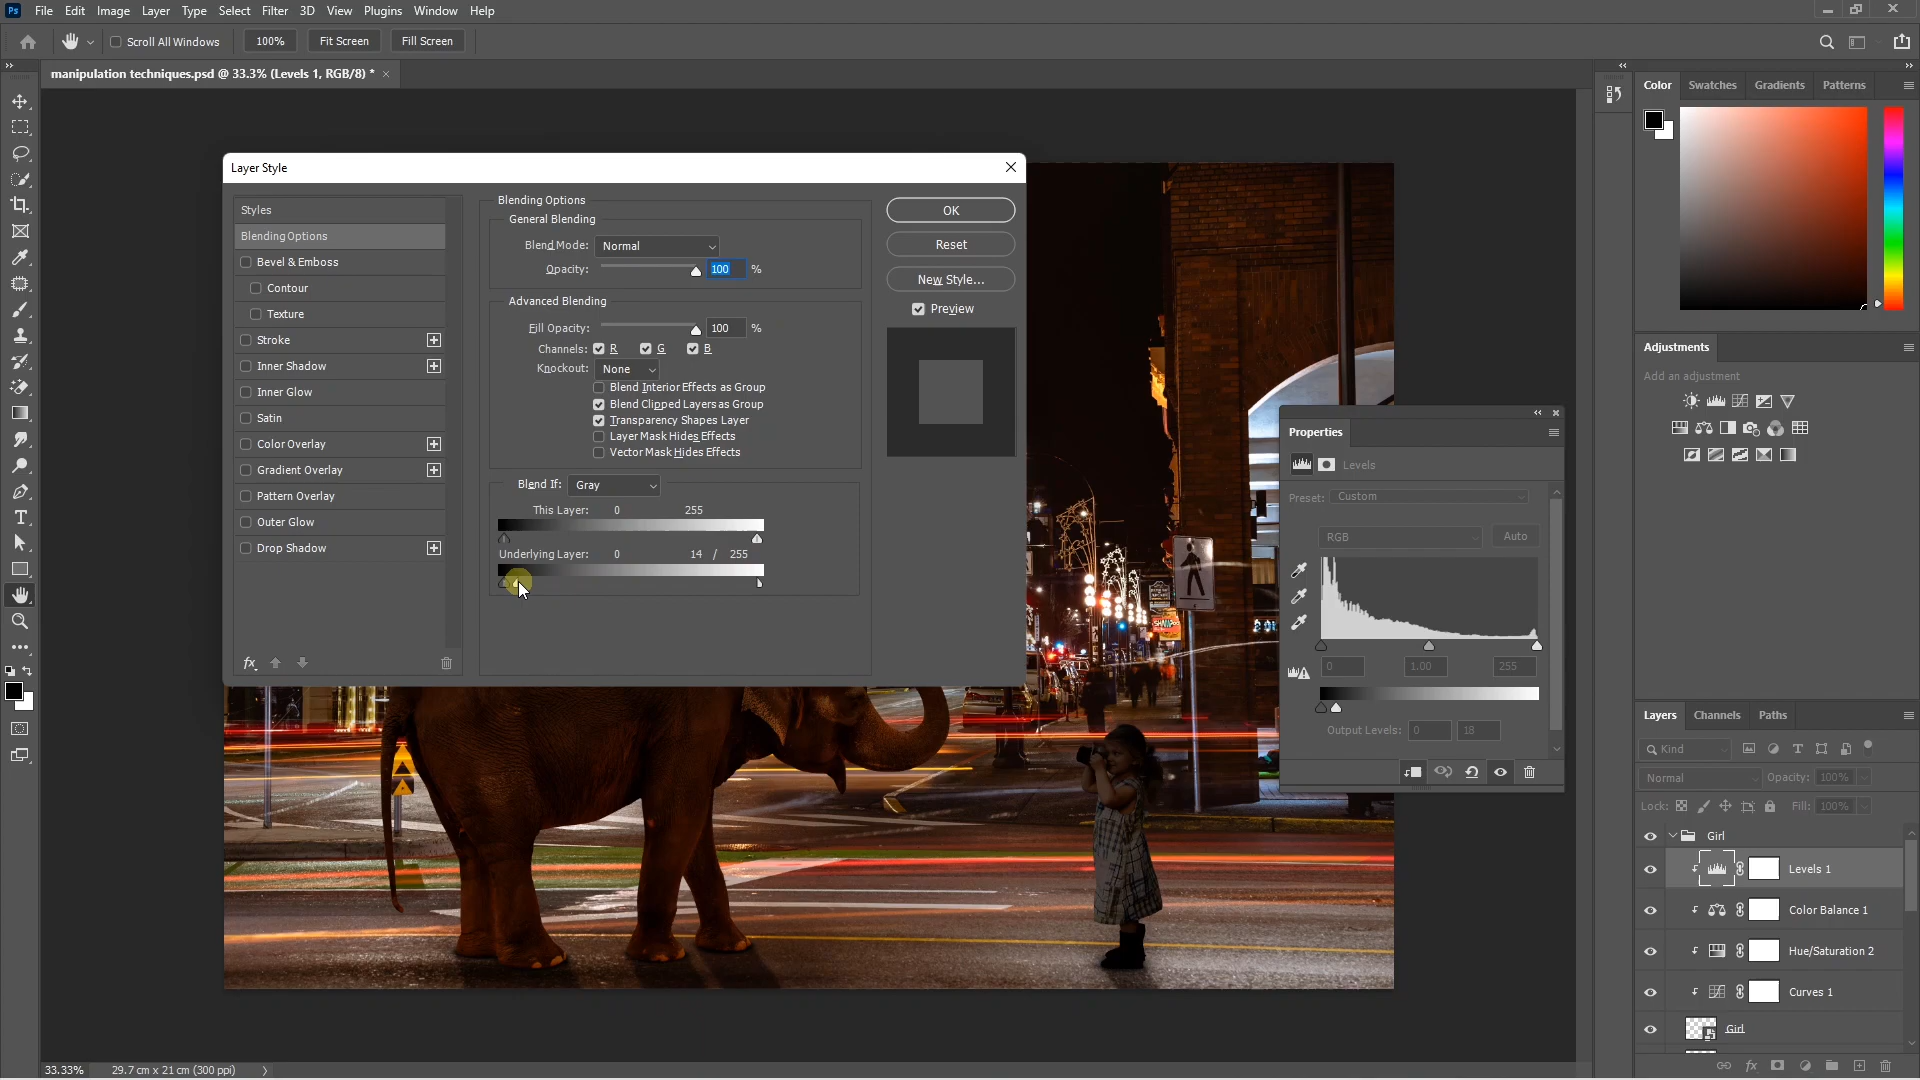 Ps File Edit Image Layer Type Select Filter 3D View Plugins Window Help
Scroll All Windows 100% Fit Screen Fill Screen
manipulation techniques.psd @ 33.3% (Levels 1, RGB/8) *
Layer Style
Styles
Blending Options
Bevel & Emboss
Contour
Texture
Stroke
Inner Shadow
Inner Glow
Satin
Color Overlay
Gradient Overlay
Pattern Overlay
Outer Glow
Drop Shadow
fx
Blending Options
General Blending
Blend Mode: Normal
Opacity: 100 %
Advanced Blending
Fill Opacity: 100 %
Channels: R G B
Knockout: None
Blend Interior Effects as Group
Blend Clipped Layers as Group
Transparency Shapes Layer
Layer Mask Hides Effects
Vector Mask Hides Effects
Blend If: Gray
This Layer: 0 255
Underlying Layer: 0 14 / 255
OK
Reset
New Style...
Preview
Properties
Levels
Preset: Custom
RGB Auto
0 1.00 255
Output Levels: 0 18
Color Swatches Gradients Patterns
Adjustments
Add an adjustment
Layers Channels Paths
Kind
Normal Opacity: 100%
Lock: Fill: 100%
Girl
Levels 1
Color Balance 1
Hue/Saturation 2
Curves 1
Girl
fx
33.33% 29.7 cm x 21 cm (300 ppi)